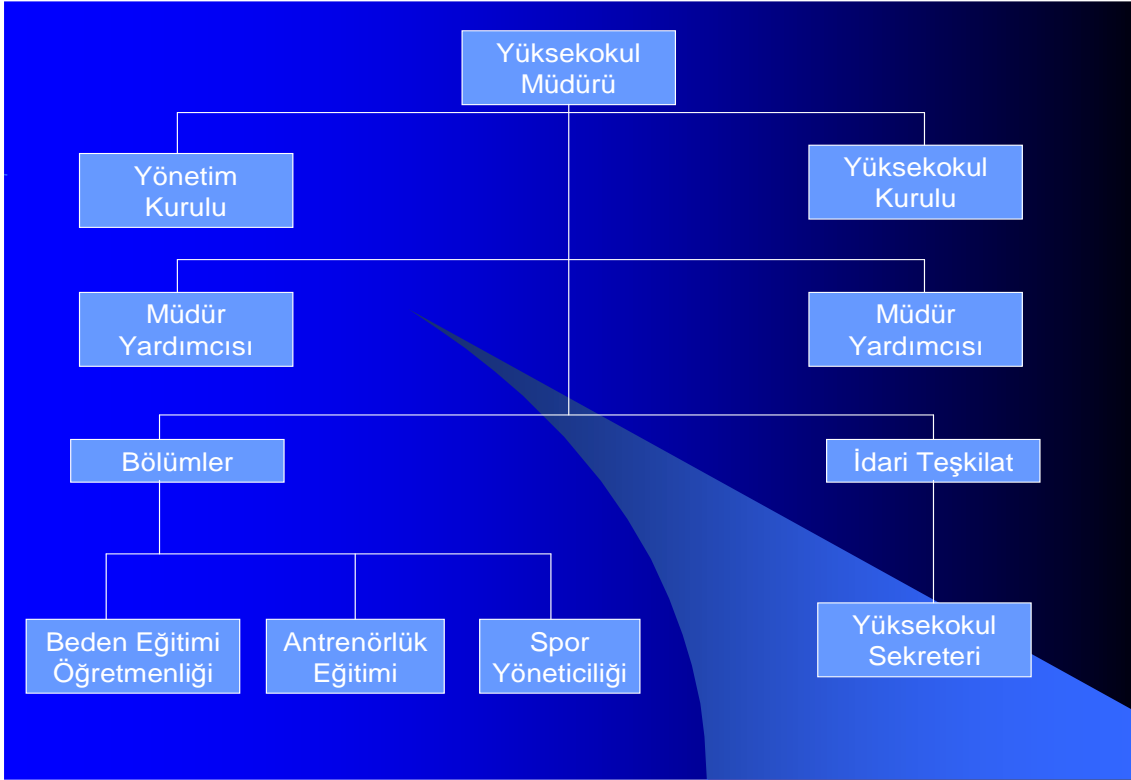 Yüksekokul
Müdürü
Yönetim
Kurulu
Yüksekokul
Kurulu
Müdür
Yardımcısı
Müdür
Yardımcısı
Bölümler
İdari Teşkilat
Beden Eğitimi
Öğretmenliği
Antrenörlük
Eğitimi
Spor
Yöneticiliği
Yüksekokul
Sekreteri